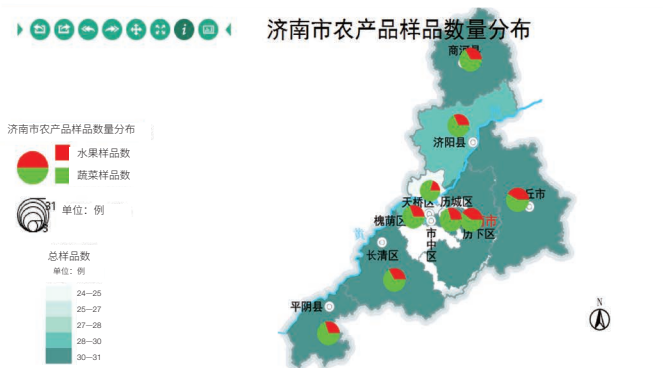 济南市农产品样品数量分布
商河县
济南市农产品样品数量分布
水果样品数
蔬菜样品数
济阳县
31
单位：例
3
天桥区
历城区
丘市
槐荫区
市
历下区
市中区
长清区
总样品数
单位：例
24—25
25—27
27—28
28—30
30—31
平阴县
N